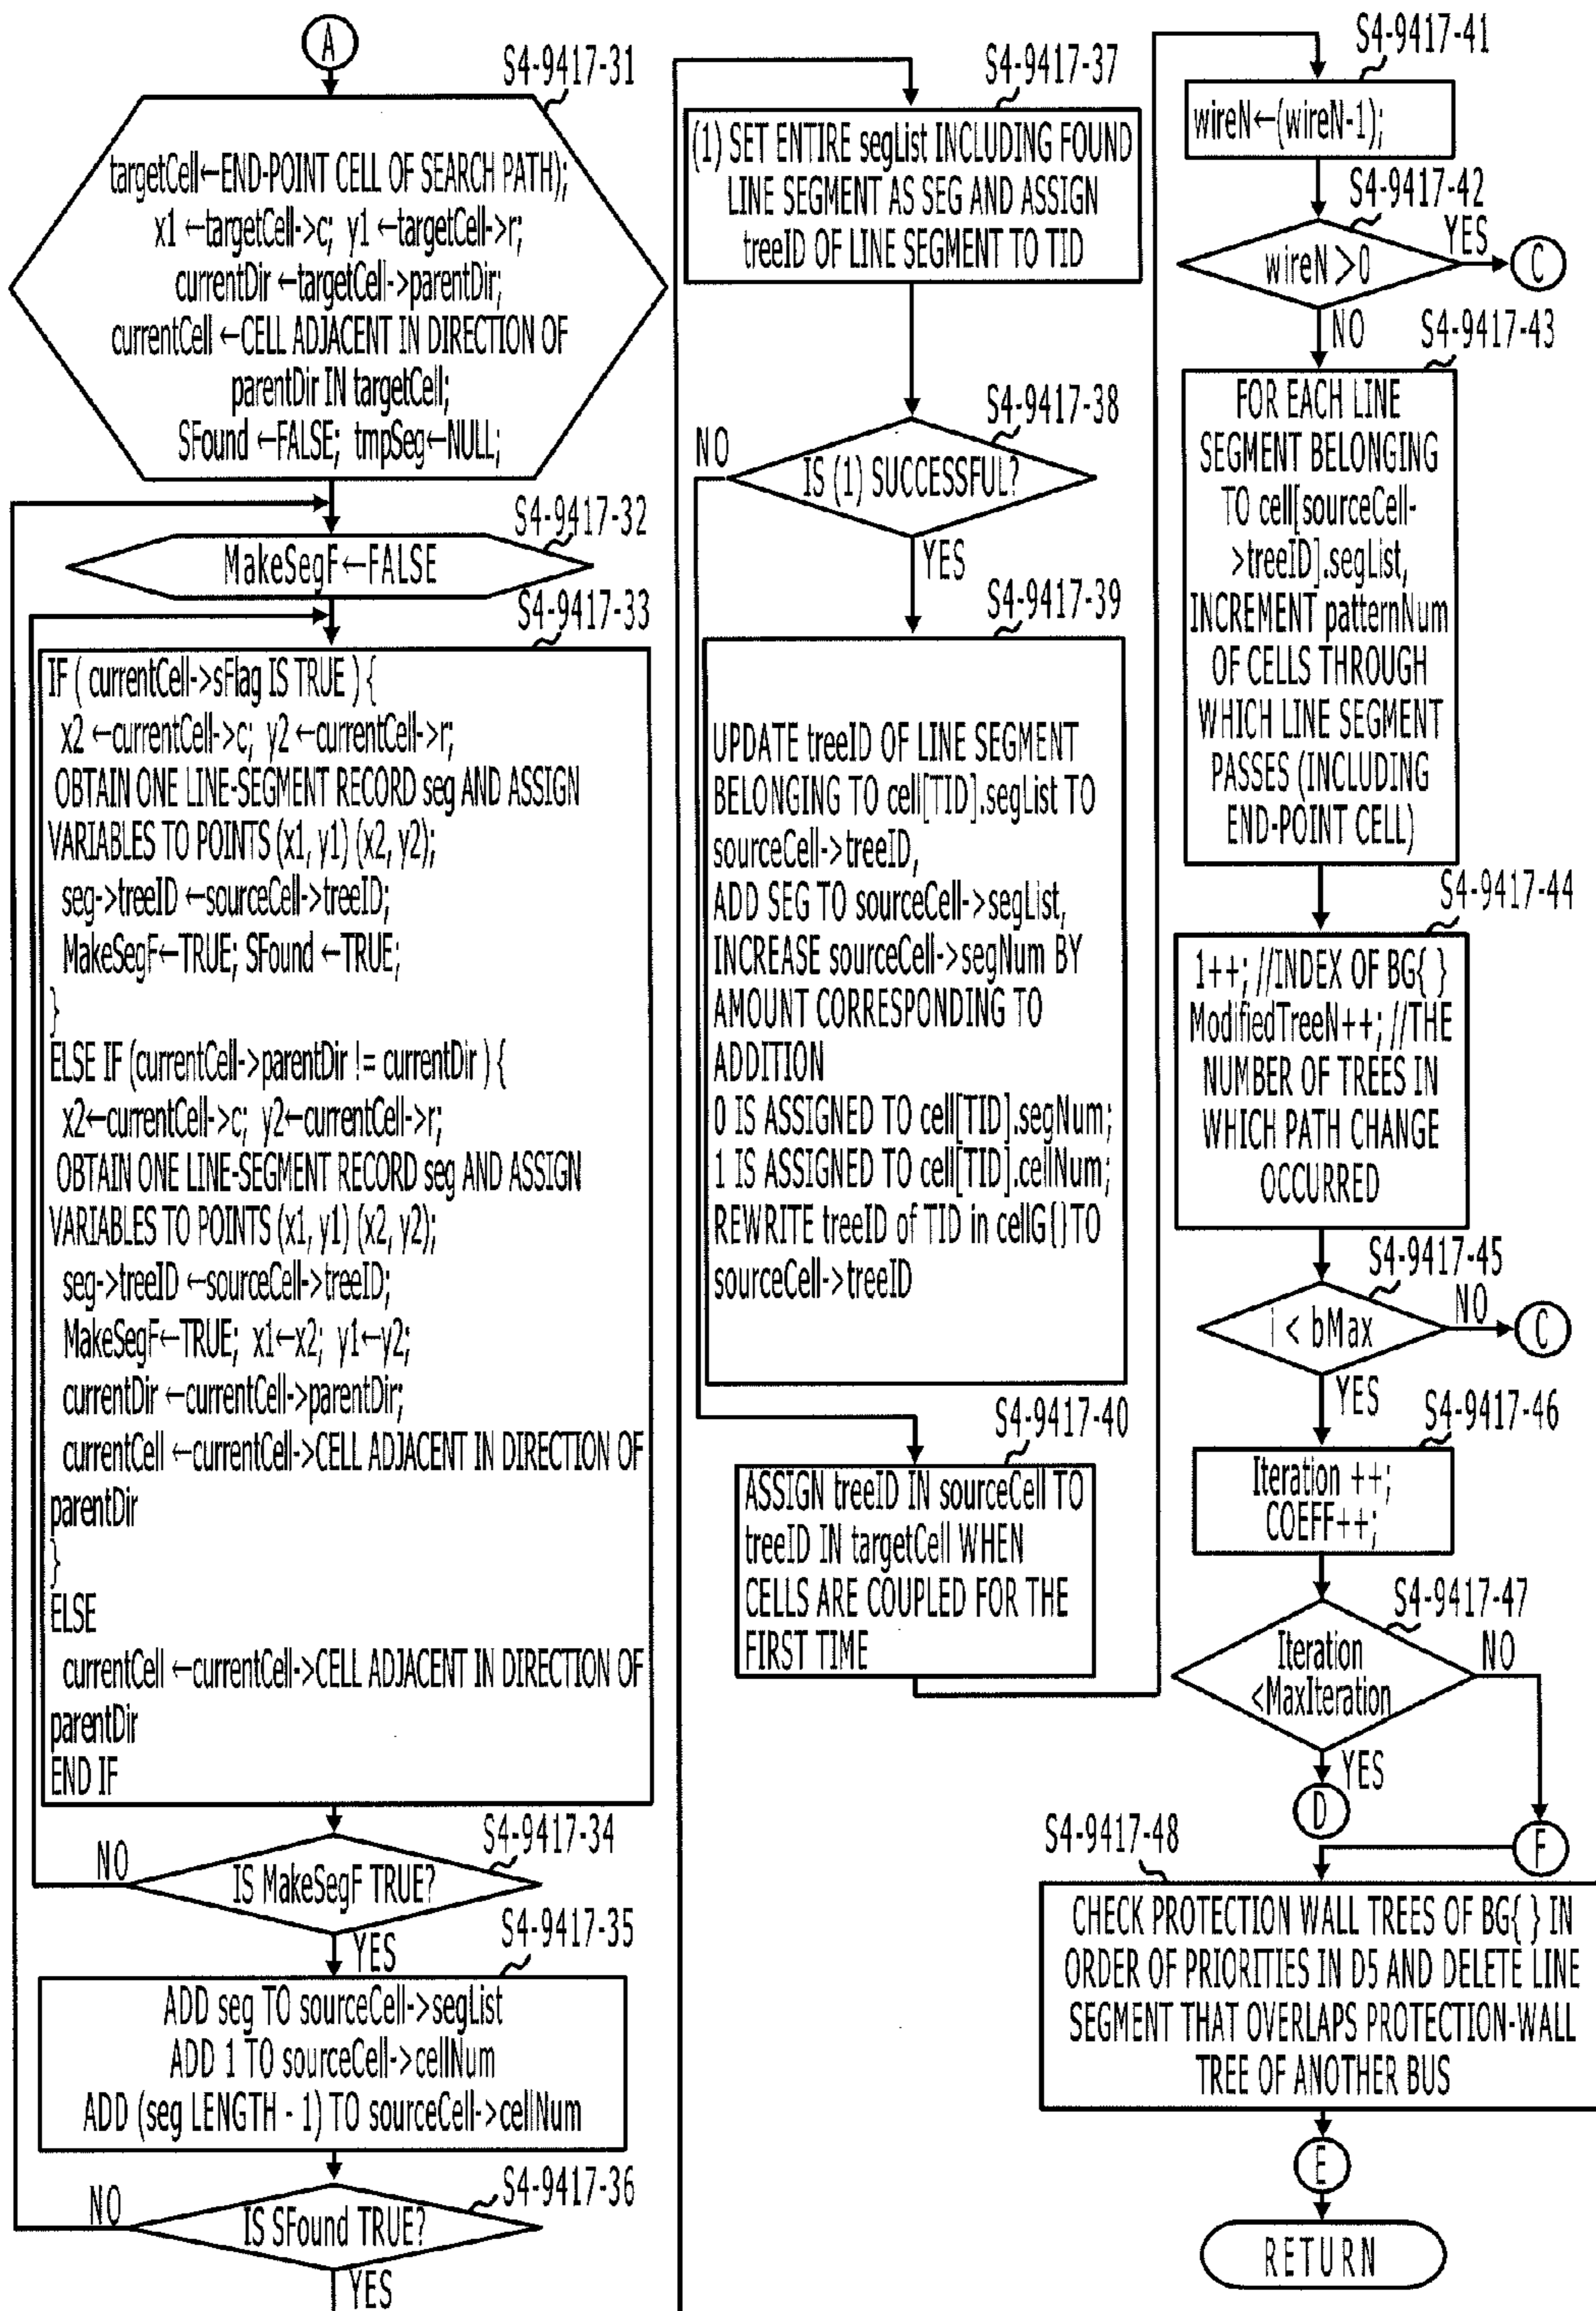 A
S4-9417-31
targetCell←END-POINT CELL OF SEARCH PATH);
x1 ←targetCell->c; y1 ←targetCell->r;
currentDir ←targetCell->parentDir;
currentCell ←CELL ADJACENT IN DIRECTION OF
parentDir IN targetCell;
SFound ←FALSE; tmpSeg←NULL;
S4-9417-32
MakeSegF←FALSE
S4-9417-33
IF ( currentCell->sFlag IS TRUE ) {
x2 ←currentCell->c; y2 ←currentCell->r;
OBTAIN ONE LINE-SEGMENT RECORD seg AND ASSIGN
VARIABLES TO POINTS (x1, y1) (x2, y2);
seg->treeID ←sourceCell->treeID;
MakeSegF←TRUE; SFound ←TRUE;
}
ELSE IF (currentCell->parentDir != currentDir ) {
x2←currentCell->c; y2←currentCell->r;
OBTAIN ONE LINE-SEGMENT RECORD seg AND ASSIGN
VARIABLES TO POINTS (x1, y1) (x2, y2);
seg->treeID ←sourceCell->treeID;
MakeSegF←TRUE; x1←x2; y1←y2;
currentDir ←currentCell->parentDir;
currentCell ←currentCell->CELL ADJACENT IN DIRECTION OF
parentDir
}
ELSE
currentCell ←currentCell->CELL ADJACENT IN DIRECTION OF
parentDir
END IF
S4-9417-34
NO
IS MakeSegF TRUE?
YES
S4-9417-35
ADD seg TO sourceCell->segList
ADD 1 TO sourceCell->cellNum
ADD (seg LENGTH - 1) TO sourceCell->cellNum
S4-9417-36
NO
IS SFound TRUE?
YES
S4-9417-37
(1) SET ENTIRE segList INCLUDING FOUND
LINE SEGMENT AS SEG AND ASSIGN
treeID OF LINE SEGMENT TO TID
S4-9417-38
NO
IS (1) SUCCESSFUL?
YES
S4-9417-39
UPDATE treeID OF LINE SEGMENT
BELONGING TO cell[TID].segList TO
sourceCell->treeID,
ADD SEG TO sourceCell->segList,
INCREASE sourceCell->segNum BY
AMOUNT CORRESPONDING TO
ADDITION
0 IS ASSIGNED TO cell[TID].segNum;
1 IS ASSIGNED TO cell[TID].cellNum;
REWRITE treeID of TID in cellG{} TO
sourceCell->treeID
S4-9417-40
ASSIGN treeID IN sourceCell TO
treeID IN targetCell WHEN
CELLS ARE COUPLED FOR THE
FIRST TIME
S4-9417-41
wireN←(wireN-1);
S4-9417-42
wireN >0
YES
C
NO
S4-9417-43
FOR EACH LINE
SEGMENT BELONGING
TO cell[sourceCell-
>treeID].segList,
INCREMENT patternNum
OF CELLS THROUGH
WHICH LINE SEGMENT
PASSES (INCLUDING
END-POINT CELL)
S4-9417-44
1++; //INDEX OF BG{ }
ModifiedTreeN++; //THE
NUMBER OF TREES IN
WHICH PATH CHANGE
OCCURRED
S4-9417-45
i < bMax
NO
C
YES
S4-9417-46
Iteration ++;
COEFF++;
S4-9417-47
Iteration
<MaxIteration
NO
YES
D
F
S4-9417-48
CHECK PROTECTION WALL TREES OF BG{ } IN
ORDER OF PRIORITIES IN D5 AND DELETE LINE
SEGMENT THAT OVERLAPS PROTECTION-WALL
TREE OF ANOTHER BUS
E
RETURN